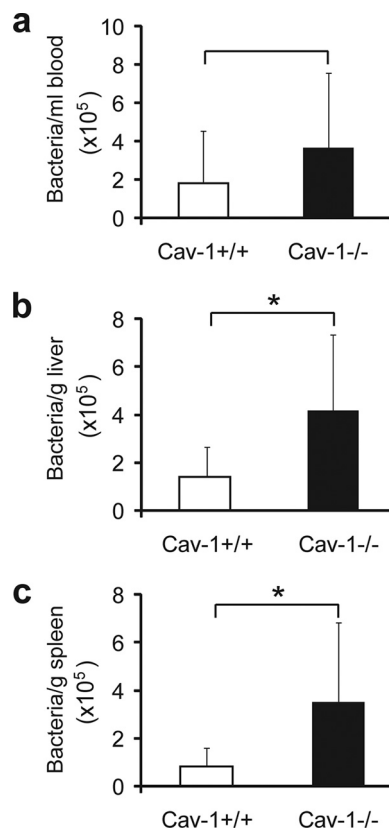 a
Bacteria/ml blood
(x10⁵)
10
8
6
4
2
0
Cav-1+/+ Cav-1-/-
b
Bacteria/g liver
(x10⁵)
8
6
4
2
0
*
Cav-1+/+ Cav-1-/-
c
Bacteria/g spleen
(x10⁵)
8
6
4
2
0
*
Cav-1+/+ Cav-1-/-